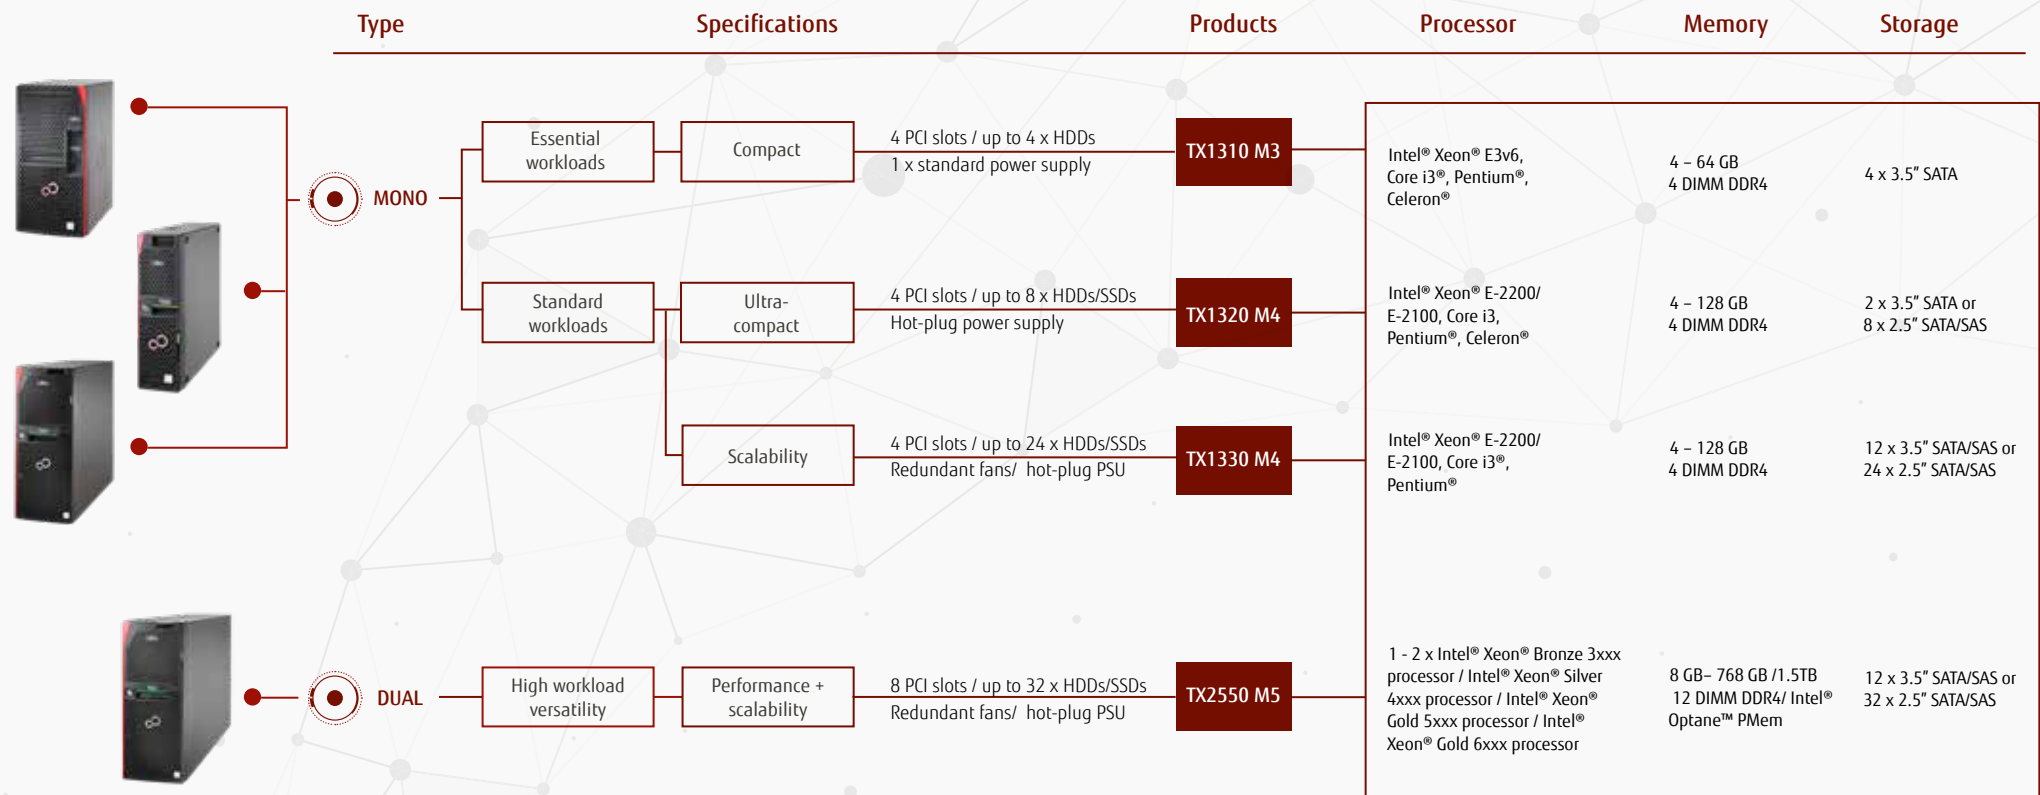 Type Specifications Products Processor Memory Storage
MONO
Essential
workloads
Compact
4 PCI slots / up to 4 x HDDs
1 x standard power supply
TX1310 M3
Intel® Xeon® E3v6,
Core i3®, Pentium®,
Celeron®
4 – 64 GB
4 DIMM DDR4
4 x 3.5” SATA
Standard
workloads
Ultra-
compact
4 PCI slots / up to 8 x HDDs/SSDs
Hot-plug power supply
TX1320 M4
Intel® Xeon® E-2200/
E-2100, Core i3,
Pentium®, Celeron®
4 – 128 GB
4 DIMM DDR4
2 x 3.5” SATA or
8 x 2.5” SATA/SAS
Scalability
4 PCI slots / up to 24 x HDDs/SSDs
Redundant fans/ hot-plug PSU
TX1330 M4
Intel® Xeon® E-2200/
E-2100, Core i3®,
Pentium®
4 – 128 GB
4 DIMM DDR4
12 x 3.5” SATA/SAS or
24 x 2.5” SATA/SAS
DUAL
High workload
versatility
Performance +
scalability
8 PCI slots / up to 32 x HDDs/SSDs
Redundant fans/ hot-plug PSU
TX2550 M5
1 - 2 x Intel® Xeon® Bronze 3xxx
processor / Intel® Xeon® Silver
4xxx processor / Intel® Xeon®
Gold 5xxx processor / Intel®
Xeon® Gold 6xxx processor
8 GB– 768 GB /1.5TB
12 DIMM DDR4/ Intel®
Optane™ PMem
12 x 3.5” SATA/SAS or
32 x 2.5” SATA/SAS